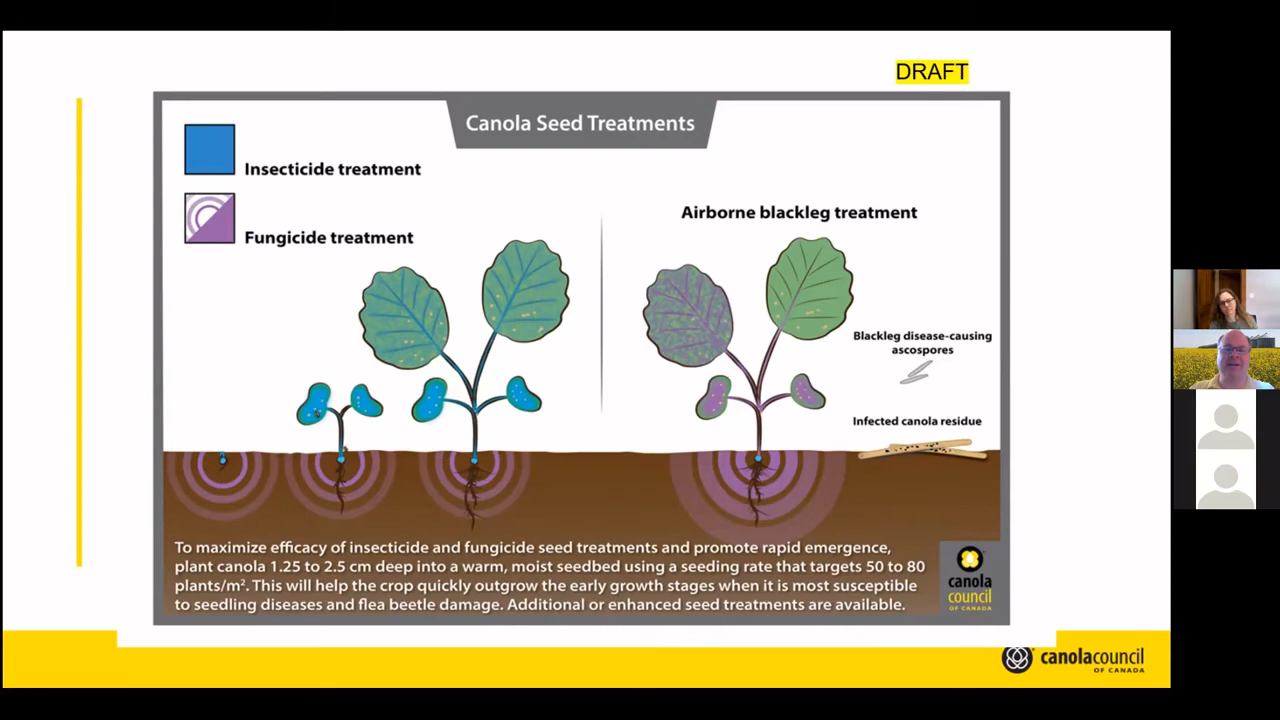 DRAFT
Canola Seed Treatments
Insecticide treatment
Fungicide treatment
Airborne blackleg treatment
Blackleg disease-causing
ascospores
Infected canola residue
To maximize efficacy of insecticide and fungicide seed treatments and promote rapid emergence,
plant canola 1.25 to 2.5 cm deep into a warm, moist seedbed using a seeding rate that targets 50 to 80
plants/m². This will help the crop quickly outgrow the early growth stages when it is most susceptible
to seedling diseases and flea beetle damage. Additional or enhanced seed treatments are available.
canola
council
OF CANADA
canolacouncil
OF CANADA